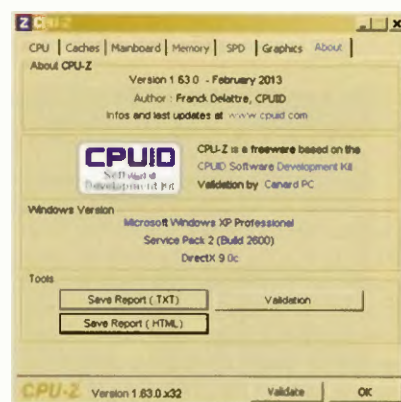 CPU-Z
CPU Caches Mainboard Memory SPD Graphics About
About CPU-Z
Version 1.63.0 - February 2013
Author : Franck Delattre, CPUID
Infos and last updates at www.cpuid.com
CPUID
Software
Development Kit
CPU-Z is a freeware based on the
CPUID Software Development Kit
Validation by Canard PC
Windows Version
Microsoft Windows XP Professional
Service Pack 2 (Build 2600)
DirectX 9.0c
Tools
Save Report ( TXT )
Validation
Save Report ( HTML )
CPU-Z Version 1.63.0.x32 Validate OK